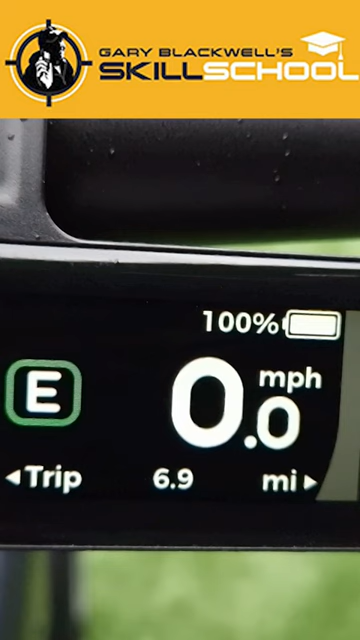 GARY BLACKWELL'S
SKILLSCHOOL
100%
E
0.0 mph
Trip 6.9 mi